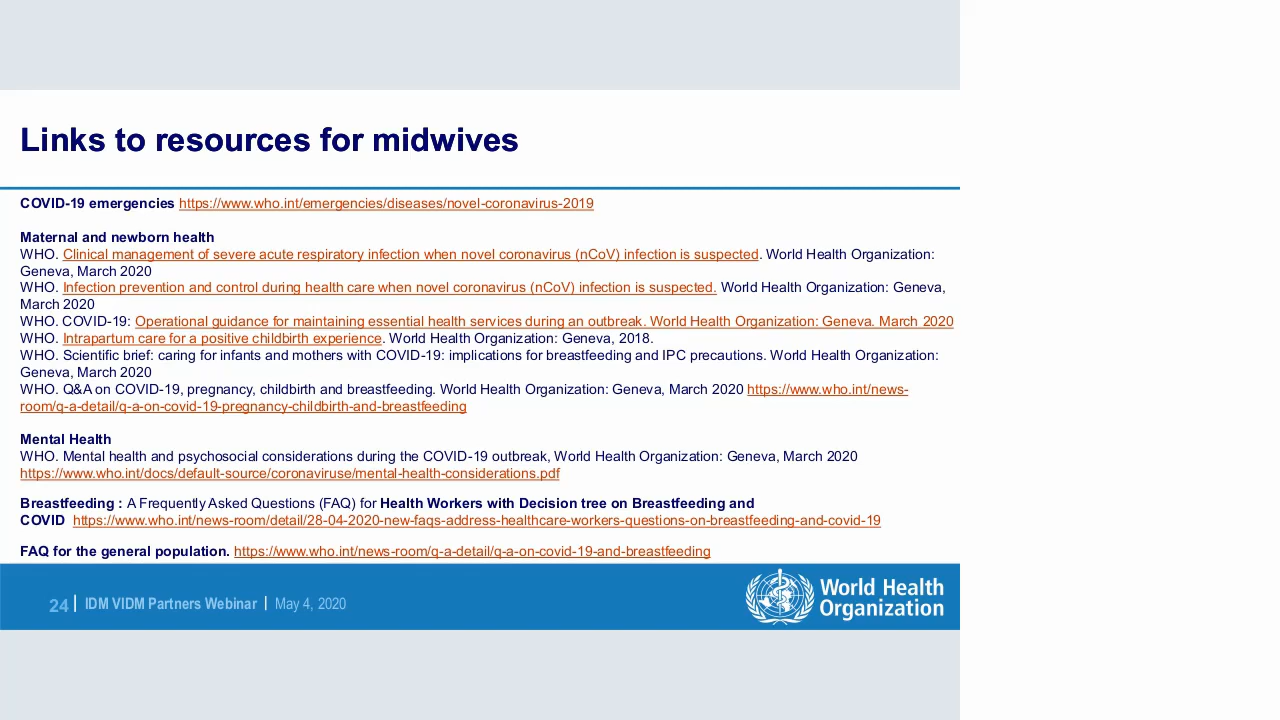 Links to resources for midwives
COVID-19 emergencies https://www.who.int/emergencies/diseases/novel-coronavirus-2019
Maternal and newborn health
WHO. Clinical management of severe acute respiratory infection when novel coronavirus (nCoV) infection is suspected. World Health Organization:
Geneva, March 2020
WHO. Infection prevention and control during health care when novel coronavirus (nCoV) infection is suspected. World Health Organization: Geneva,
March 2020
WHO. COVID-19: Operational guidance for maintaining essential health services during an outbreak. World Health Organization: Geneva. March 2020
WHO. Intrapartum care for a positive childbirth experience. World Health Organization: Geneva, 2018.
WHO. Scientific brief: caring for infants and mothers with COVID-19: implications for breastfeeding and IPC precautions. World Health Organization:
Geneva, March 2020
WHO. Q&A on COVID-19, pregnancy, childbirth and breastfeeding. World Health Organization: Geneva, March 2020 https://www.who.int/news-
room/q-a-detail/q-a-on-covid-19-pregnancy-childbirth-and-breastfeeding
Mental Health
WHO. Mental health and psychosocial considerations during the COVID-19 outbreak, World Health Organization: Geneva, March 2020
https://www.who.int/docs/default-source/coronaviruse/mental-health-considerations.pdf
Breastfeeding : A Frequently Asked Questions (FAQ) for Health Workers with Decision tree on Breastfeeding and
COVID https://www.who.int/news-room/detail/28-04-2020-new-faqs-address-healthcare-workers-questions-on-breastfeeding-and-covid-19
FAQ for the general population. https://www.who.int/news-room/q-a-detail/q-a-on-covid-19-and-breastfeeding
24 | IDM VIDM Partners Webinar | May 4, 2020
World Health
Organization